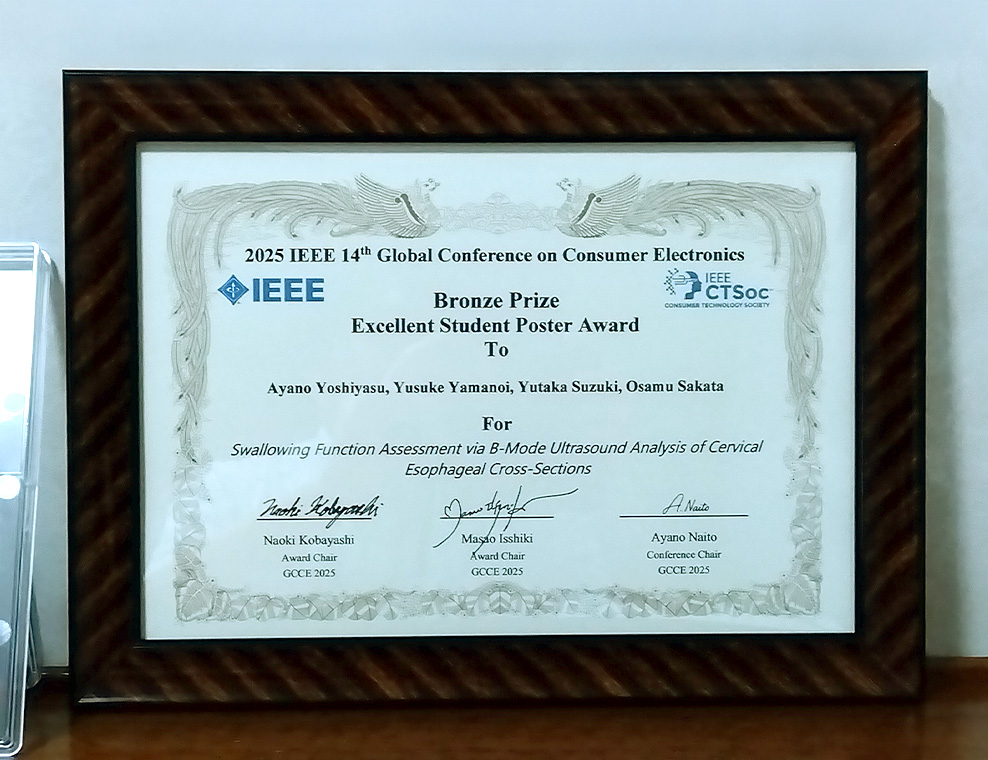 2025 IEEE 14th Global Conference on Consumer Electronics
IEEE
IEEE
CTSoc
CONSUMER TECHNOLOGY SOCIETY
Bronze Prize
Excellent Student Poster Award
To
Ayano Yoshiyasu, Yusuke Yamanoi, Yutaka Suzuki, Osamu Sakata
For
Swallowing Function Assessment via B-Mode Ultrasound Analysis of Cervical
Esophageal Cross-Sections
Naoki Kobayashi
A. Naito
Naoki Kobayashi
Award Chair
GCCE 2025
Masao Isshiki
Award Chair
GCCE 2025
Ayano Naito
Conference Chair
GCCE 2025